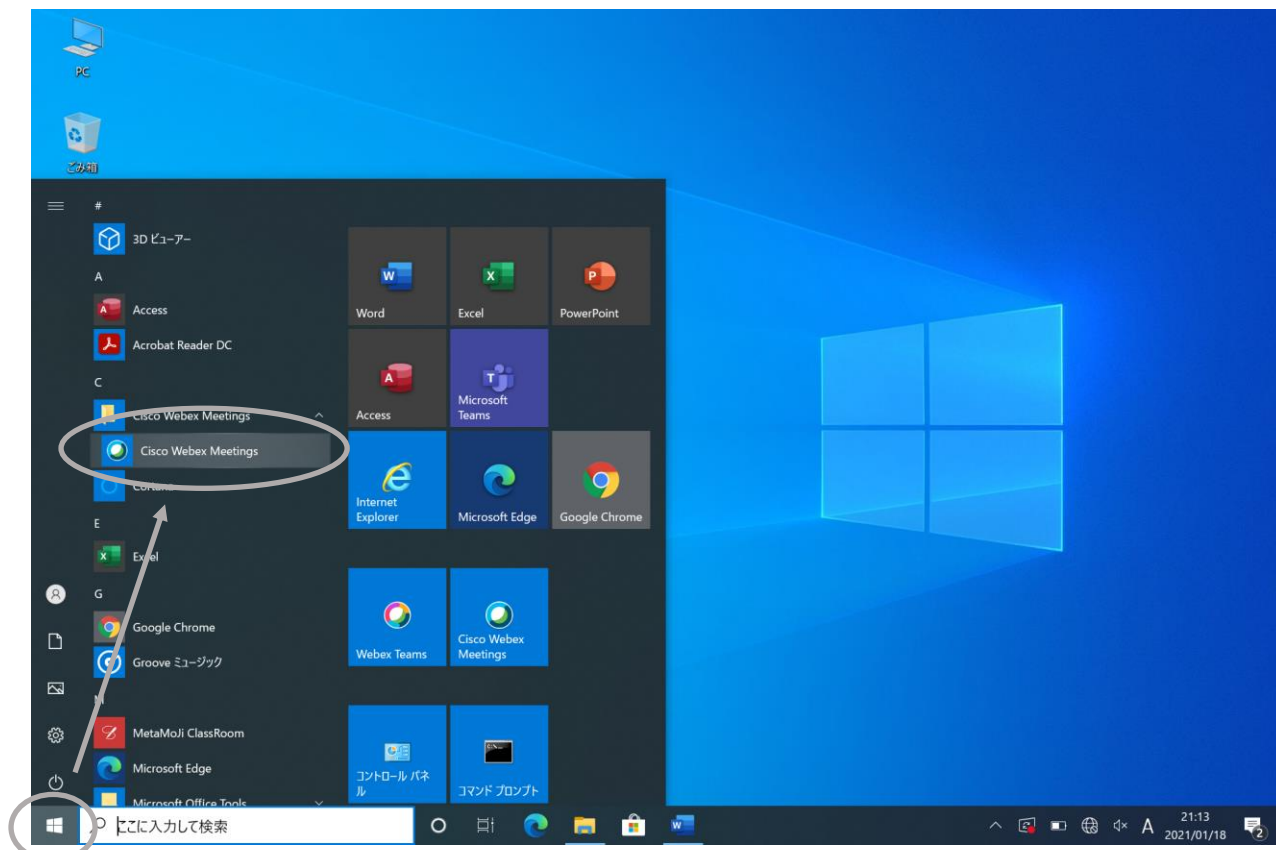 PC
ごみ箱
#
3D ビューアー
A
Access
Acrobat Reader DC
C
Cisco Webex Meetings
Cisco Webex Meetings
Cortana
E
Excel
G
Google Chrome
Groove ミュージック
M
MetaMoJi ClassRoom
Microsoft Edge
Microsoft Office Tools
Word
Excel
PowerPoint
Access
Microsoft
Teams
Internet
Explorer
Microsoft Edge
Google Chrome
Webex Teams
Cisco Webex
Meetings
コントロール パネ
ル
コマンド プロンプト
ここに入力して検索
A
21:13
2021/01/18
2